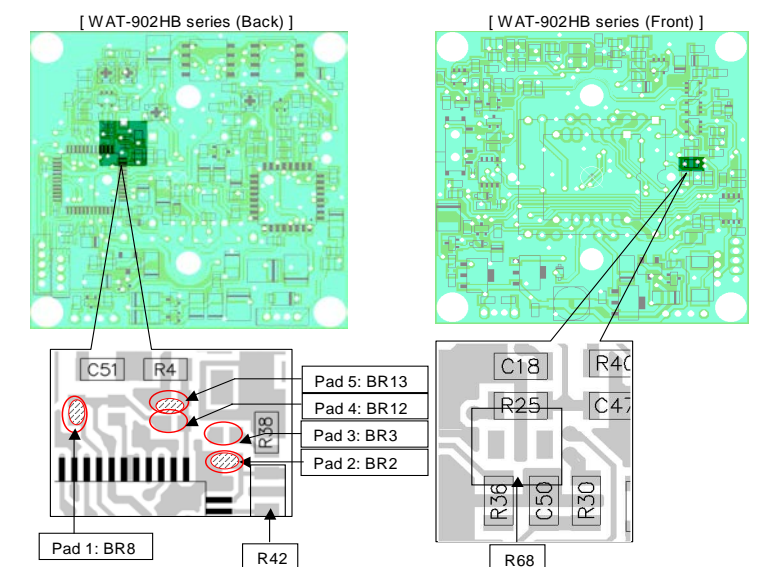 [ WAT-902HB series (Back) ]
[ WAT-902HB series (Front) ]
C51
R4
R38
Pad 5: BR13
Pad 4: BR12
Pad 3: BR3
Pad 2: BR2
Pad 1: BR8
R42
C18
R25
C47
R36
C50
R30
R68